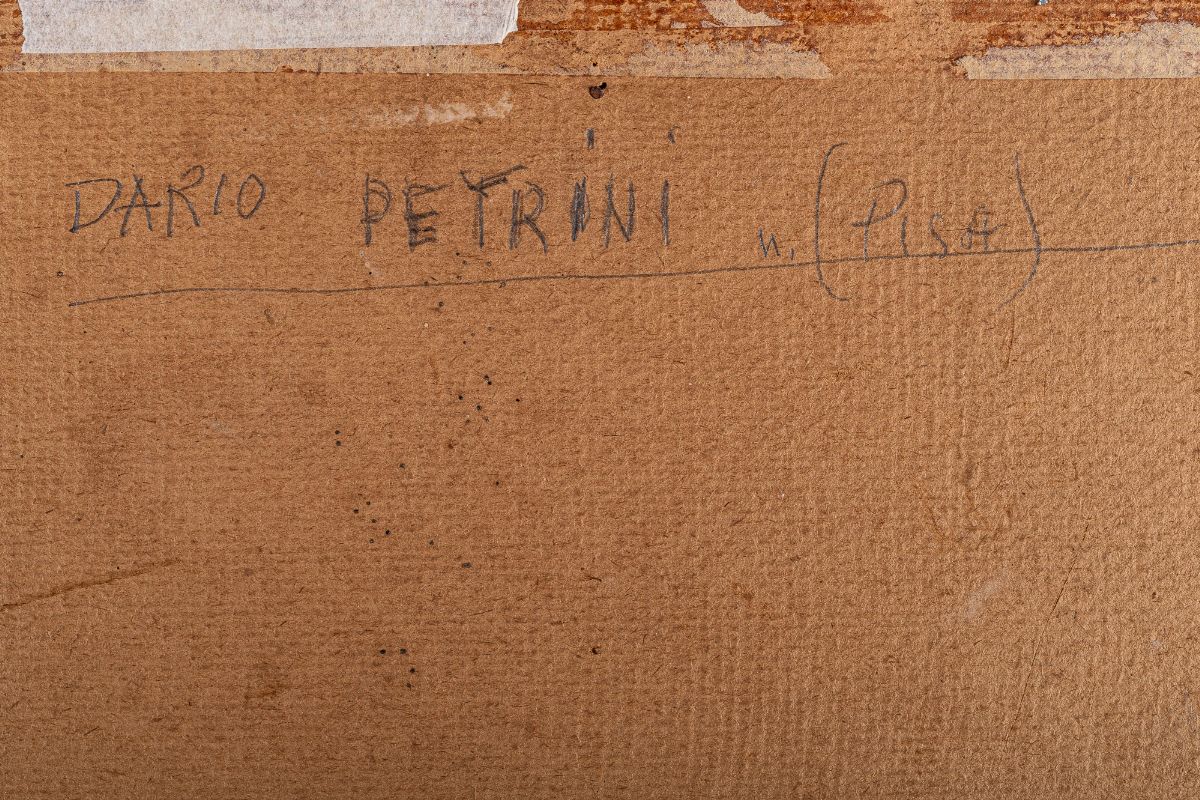 DARIO PETRINI n. (PISA)